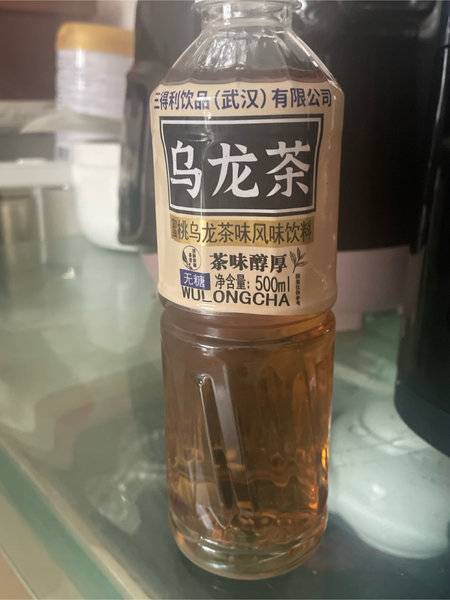 三得利饮品(武汉)有限公司
乌龙茶
蜜桃乌龙茶味风味饮料
茶味醇厚
无糖
净含量:500ml
WULONGCHA